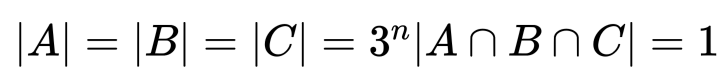 |A| = |B| = |C| = 3ⁿ|A ∩ B ∩ C| = 1